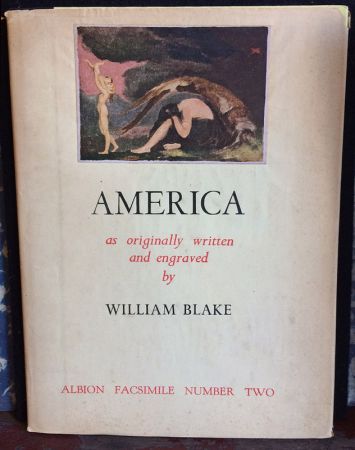 AMERICA
as originally written
and engraved
by
WILLIAM BLAKE
ALBION FACSIMILE NUMBER TWO